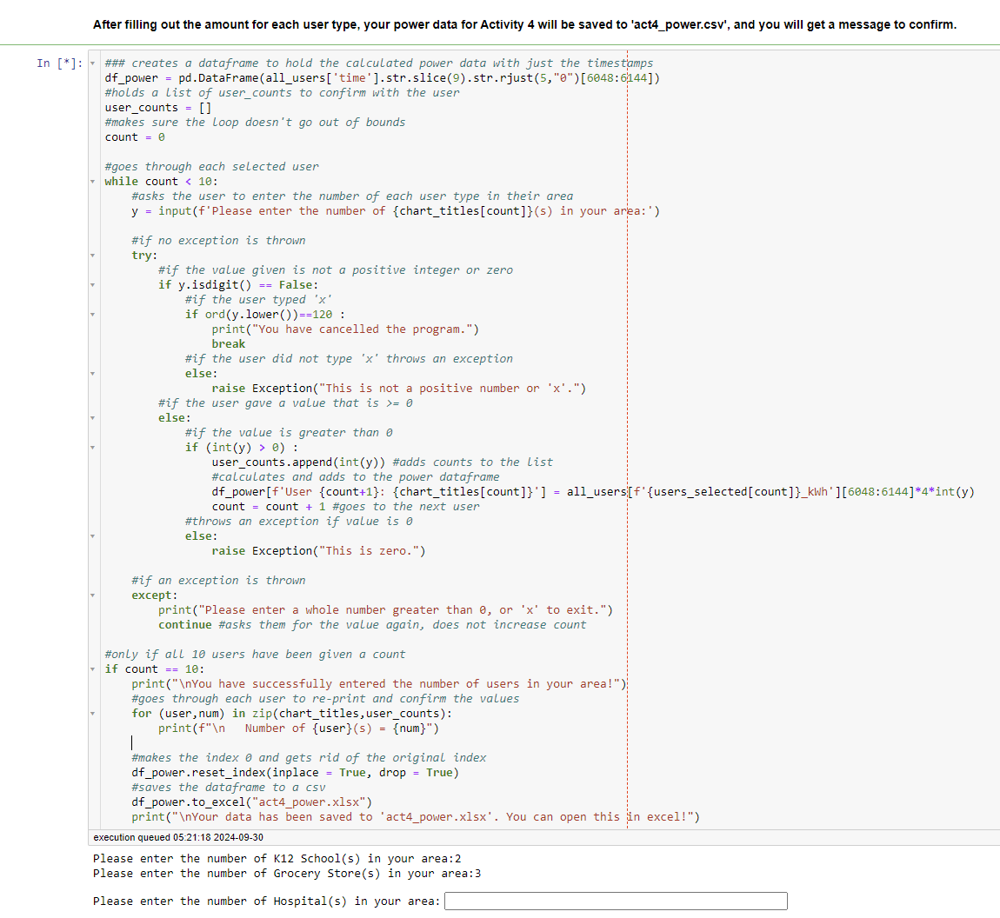 After filling out the amount for each user type, your power data for Activity 4 will be saved to 'act4_power.csv', and you will get a message to confirm.
In [*]:
### creates a dataframe to hold the calculated power data with just the timestamps
df_power = pd.DataFrame(all_users['time'].str.slice(9).str.rjust(5,"0")[6048:6144])
#holds a list of user_counts to confirm with the user
user_counts = []
#makes sure the loop doesn't go out of bounds
count = 0
#goes through each selected user
while count < 10:
    #asks the user to enter the number of each user type in their area
    y = input(f'Please enter the number of {chart_titles[count]}(s) in your area:')
    #if no exception is thrown
    try:
        #if the value given is not a positive integer or zero
        if y.isdigit() == False:
            #if the user typed 'x'
            if ord(y.lower())==120 :
                print("You have cancelled the program.")
                break
            #if the user did not type 'x' throws an exception
            else:
                raise Exception("This is not a positive number or 'x'.")
        #if the user gave a value that is >= 0
        else:
            #if the value is greater than 0
            if (int(y) > 0) :
                user_counts.append(int(y)) #adds counts to the list
                #calculates and adds to the power dataframe
                df_power[f'User {count+1}: {chart_titles[count]}'] = all_users[f'{users_selected[count]}_kWh'][6048:6144]*4*int(y)
                count = count + 1 #goes to the next user
            #throws an exception if value is 0
            else:
                raise Exception("This is zero.")
    #if an exception is thrown
    except:
        print("Please enter a whole number greater than 0, or 'x' to exit.")
        continue #asks them for the value again, does not increase count
#only if all 10 users have been given a count
if count == 10:
    print("\nYou have successfully entered the number of users in your area!")
    #goes through each user to re-print and confirm the values
    for (user,num) in zip(chart_titles,user_counts):
        print(f"\n   Number of {user}(s) = {num}")
    #makes the index 0 and gets rid of the original index
    df_power.reset_index(inplace = True, drop = True)
    #saves the dataframe to a csv
    df_power.to_excel("act4_power.xlsx")
    print("\nYour data has been saved to 'act4_power.xlsx'. You can open this in excel!")
execution queued 05:21:18 2024-09-30
Please enter the number of K12 School(s) in your area:2
Please enter the number of Grocery Store(s) in your area:3
Please enter the number of Hospital(s) in your area: